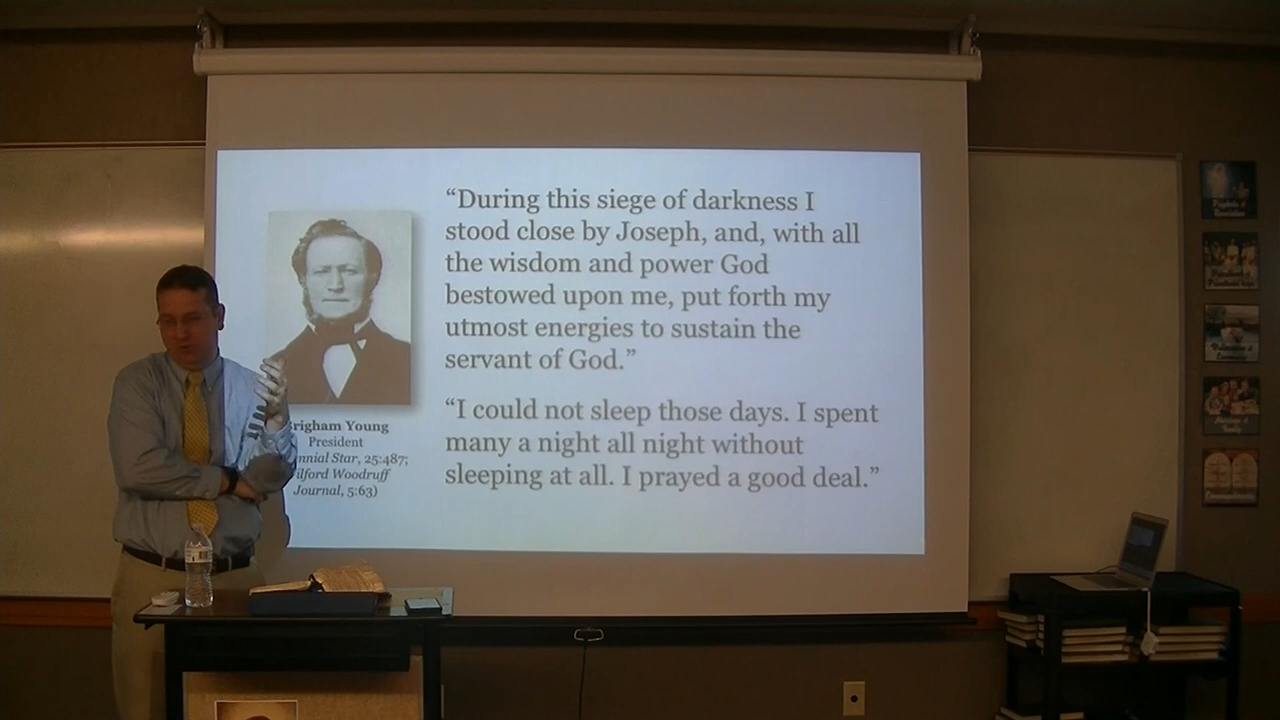 “During this siege of darkness I
stood close by Joseph, and, with all
the wisdom and power God
bestowed upon me, put forth my
utmost energies to sustain the
servant of God.”
“I could not sleep those days. I spent
many a night all night without
sleeping at all. I prayed a good deal.”
righam Young
President
nnial Star, 25:487;
ilford Woodruff
Journal, 5:63)